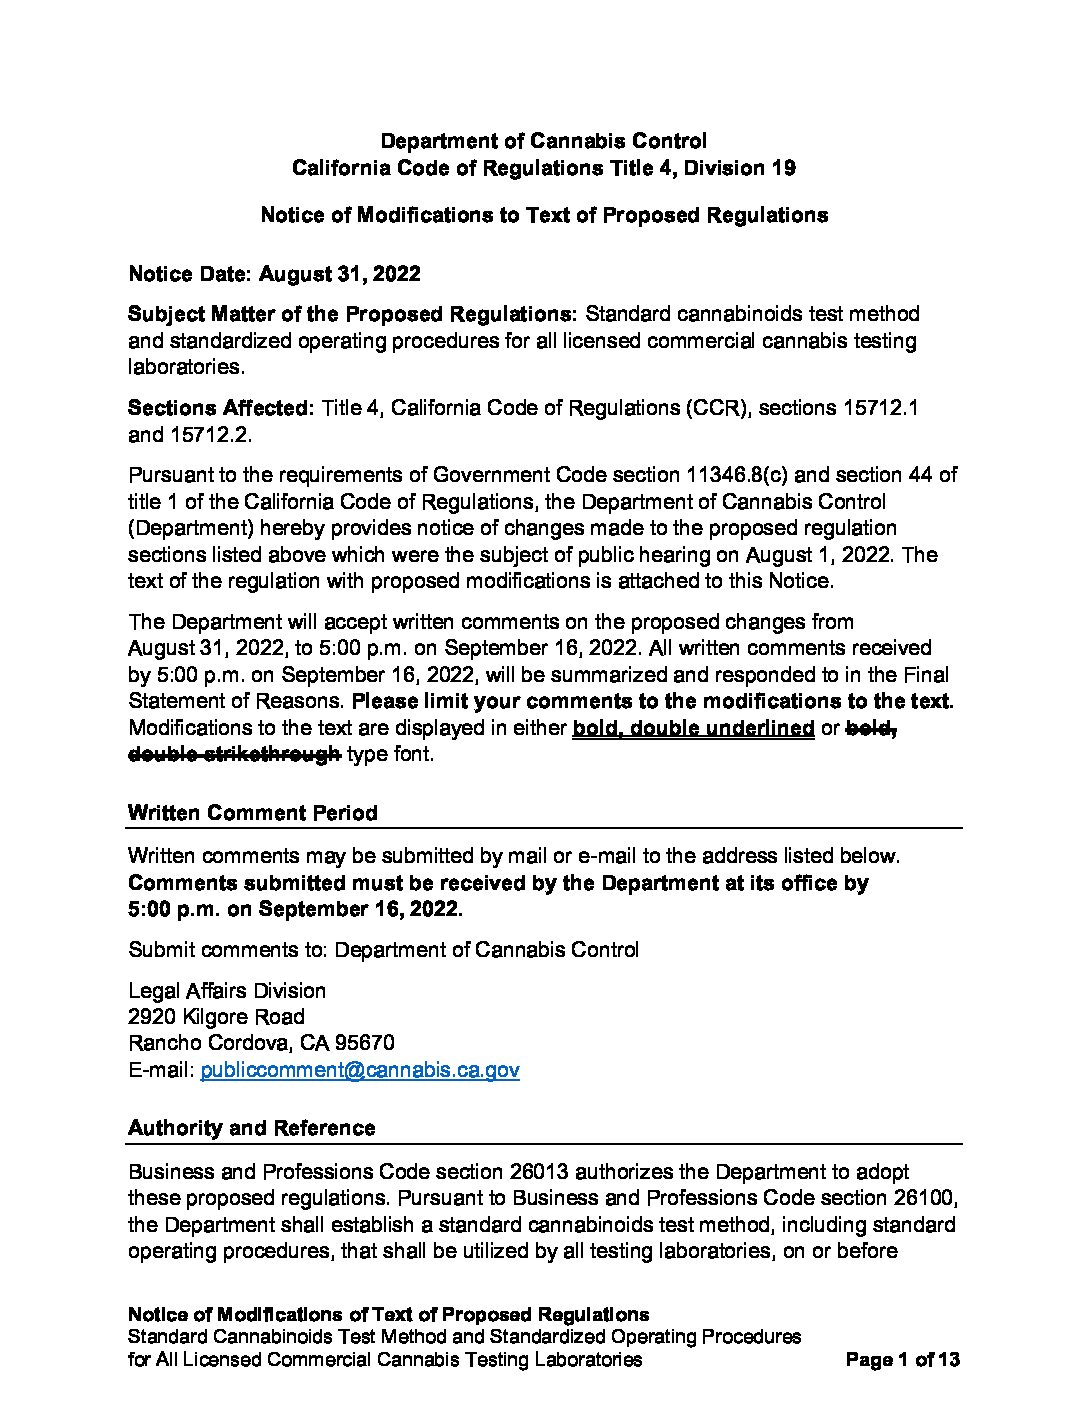 Department of Cannabis Control
California Code of Regulations Title 4, Division 19
Notice of Modifications to Text of Proposed Regulations
Notice Date: August 31, 2022
Subject Matter of the Proposed Regulations: Standard cannabinoids test method
and standardized operating procedures for all licensed commercial cannabis testing
laboratories.
Sections Affected: Title 4, California Code of Regulations (CCR), sections 15712.1
and 15712.2.
Pursuant to the requirements of Government Code section 11346.8(c) and section 44 of
title 1 of the California Code of Regulations, the Department of Cannabis Control
(Department) hereby provides notice of changes made to the proposed regulation
sections listed above which were the subject of public hearing on August 1, 2022. The
text of the regulation with proposed modifications is attached to this Notice.
The Department will accept written comments on the proposed changes from
August 31, 2022, to 5:00 p.m. on September 16, 2022. All written comments received
by 5:00 p.m. on September 16, 2022, will be summarized and responded to in the Final
Statement of Reasons. Please limit your comments to the modifications to the text.
Modifications to the text are displayed in either bold, double underlined or bold,
double strikethrough type font.
Written Comment Period
Written comments may be submitted by mail or e-mail to the address listed below.
Comments submitted must be received by the Department at its office by
5:00 p.m. on September 16, 2022.
Submit comments to: Department of Cannabis Control
Legal Affairs Division
2920 Kilgore Road
Rancho Cordova, CA 95670
E-mail: publiccomment@cannabis.ca.gov
Authority and Reference
Business and Professions Code section 26013 authorizes the Department to adopt
these proposed regulations. Pursuant to Business and Professions Code section 26100,
the Department shall establish a standard cannabinoids test method, including standard
operating procedures, that shall be utilized by all testing laboratories, on or before
Notice of Modifications of Text of Proposed Regulations
Standard Cannabinoids Test Method and Standardized Operating Procedures
for All Licensed Commercial Cannabis Testing Laboratories Page 1 of 13